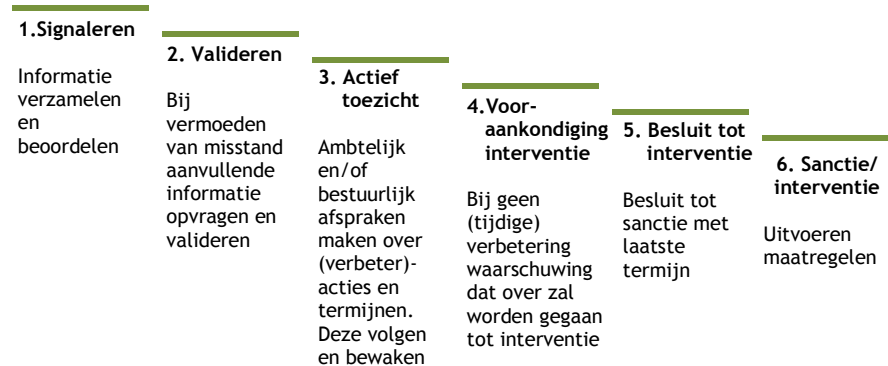 1.Signaleren
Informatie
verzamelen
en
beoordelen
2. Valideren
Bij
vermoeden
van misstand
aanvullende
informatie
opvragen en
valideren
3. Actief
toezicht
Ambtelijk
en/of
bestuurlijk
afspraken
maken over
(verbeter)-
acties en
termijnen.
Deze volgen
en bewaken
4.Voor-
aankondiging
interventie
Bij geen
(tijdige)
verbetering
waarschuwing
dat over zal
worden gegaan
tot interventie
5. Besluit tot
interventie
Besluit tot
sanctie met
laatste
termijn
6. Sanctie/
interventie
Uitvoeren
maatregelen